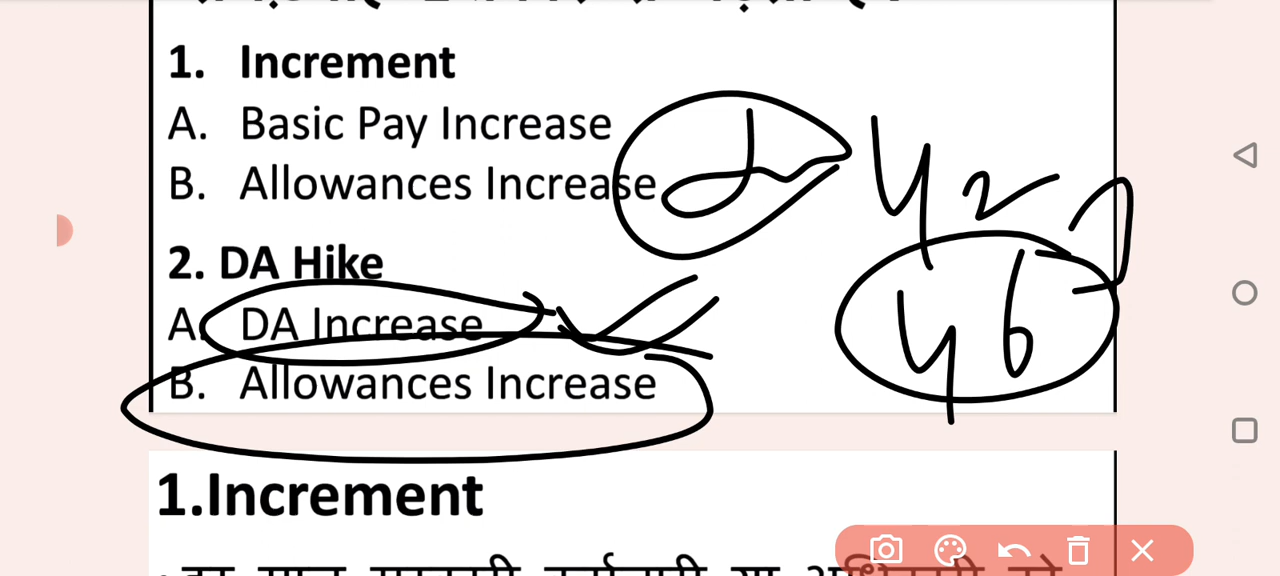 1. Increment
A. Basic Pay Increase
B. Allowances Increase
42
2. DA Hike
46
A. DA Increase
B. Allowances Increase
1.Increment